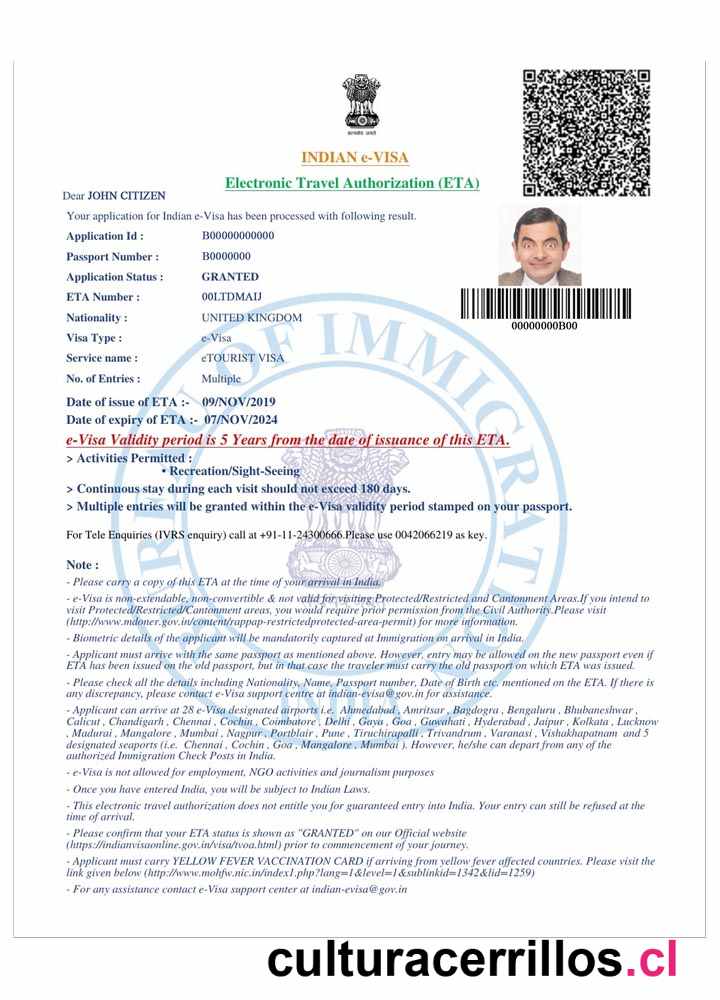 सत्यमेव जयते
INDIAN e-VISA
Electronic Travel Authorization (ETA)
Dear JOHN CITIZEN
Your application for Indian e-Visa has been processed with following result.
Application Id : B00000000000
Passport Number : B0000000
Application Status : GRANTED
ETA Number : 00LTDMAIJ
00000000B00
Nationality : UNITED KINGDOM
Visa Type : e-Visa
Service name : eTOURIST VISA
No. of Entries : Multiple
Date of issue of ETA :- 09/NOV/2019
Date of expiry of ETA :- 07/NOV/2024
e-Visa Validity period is 5 Years from the date of issuance of this ETA.
> Activities Permitted :
• Recreation/Sight-Seeing
> Continuous stay during each visit should not exceed 180 days.
> Multiple entries will be granted within the e-Visa validity period stamped on your passport.
For Tele Enquiries (IVRS enquiry) call at +91-11-24300666.Please use 0042066219 as key.
Note :
- Please carry a copy of this ETA at the time of your arrival in India.
- e-Visa is non-extendable, non-convertible & not valid for visiting Protected/Restricted and Cantonment Areas.If you intend to
visit Protected/Restricted/Cantonment areas, you would require prior permission from the Civil Authority.Please visit
(http://www.mdoner.gov.in/content/rappap-restrictedprotected-area-permit) for more information.
- Biometric details of the applicant will be mandatorily captured at Immigration on arrival in India.
- Applicant must arrive with the same passport as mentioned above. However, entry may be allowed on the new passport even if
ETA has been issued on the old passport, but in that case the traveler must carry the old passport on which ETA was issued.
- Please check all the details including Nationality, Name, Passport number, Date of Birth etc. mentioned on the ETA. If there is
any discrepancy, please contact e-Visa support centre at indian-evisa@gov.in for assistance.
- Applicant can arrive at 28 e-Visa designated airports i.e. Ahmedabad , Amritsar , Bagdogra , Bengaluru , Bhubaneshwar ,
Calicut , Chandigarh , Chennai , Cochin , Coimbatore , Delhi , Gaya , Goa , Guwahati , Hyderabad , Jaipur , Kolkata , Lucknow
, Madurai , Mangalore , Mumbai , Nagpur , Portblair , Pune , Tiruchirapalli , Trivandrum , Varanasi , Vishakhapatnam and 5
designated seaports (i.e. Chennai , Cochin , Goa , Mangalore , Mumbai ). However, he/she can depart from any of the
authorized Immigration Check Posts in India.
- e-Visa is not allowed for employment, NGO activities and journalism purposes
- Once you have entered India, you will be subject to Indian Laws.
- This electronic travel authorization does not entitle you for guaranteed entry into India. Your entry can still be refused at the
time of arrival.
- Please confirm that your ETA status is shown as "GRANTED" on our Official website
(https://indianvisaonline.gov.in/visa/tvoa.html) prior to commencement of your journey.
- Applicant must carry YELLOW FEVER VACCINATION CARD if arriving from yellow fever affected countries. Please visit the
link given below (http://www.mohfw.nic.in/index1.php?lang=1&level=1&sublinkid=1342&lid=1259)
- For any assistance contact e-Visa support center at indian-evisa@gov.in
BUREAU OF IMMIGRATION
INDIA
culturacerrillos.cl